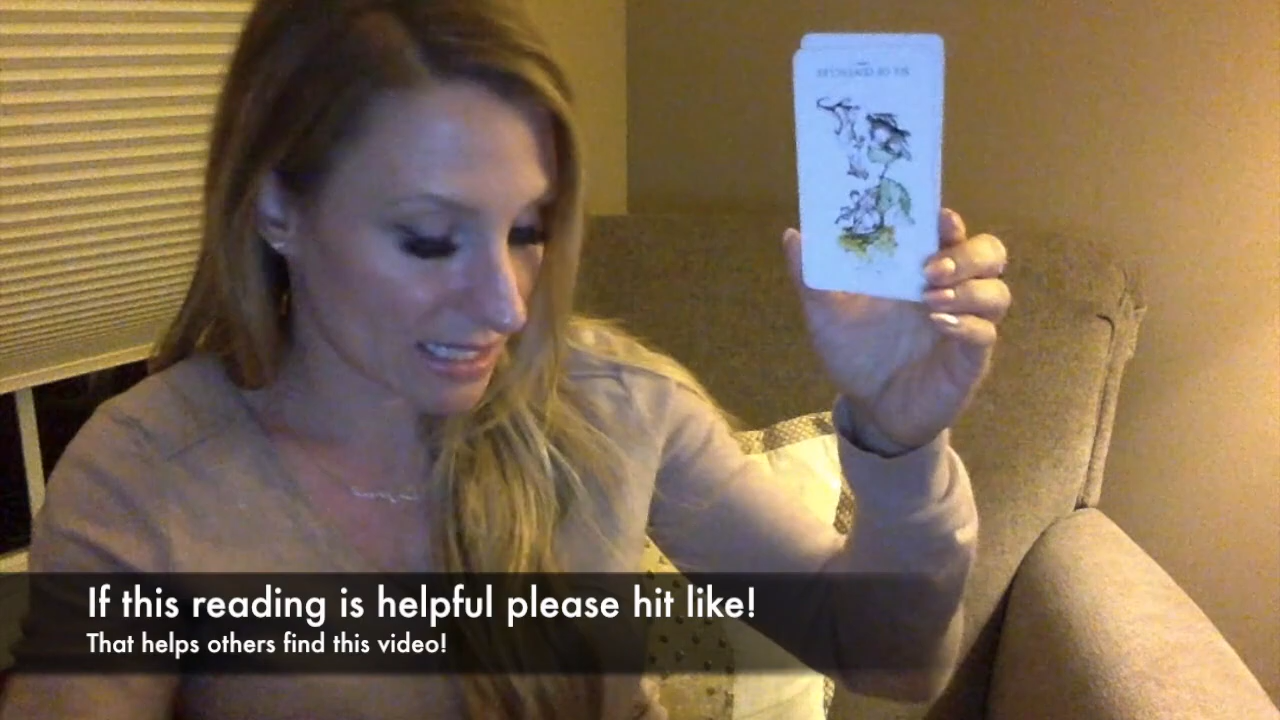 If this reading is helpful please hit like!
That helps others find this video!